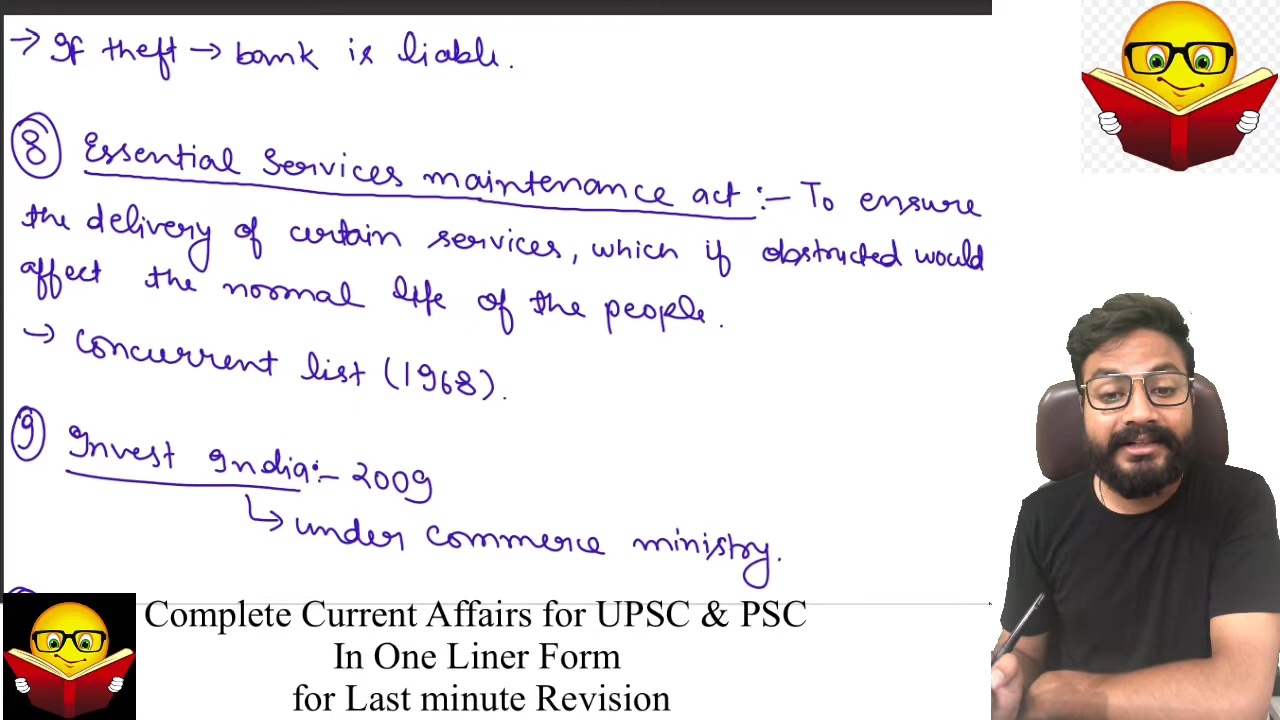 → If theft → bank is liable.
⑧ Essential Services maintenance act :- To ensure
the delivery of certain services, which if obstructed would
affect the normal life of the people.
→ Concurrent list (1968).
⑨ Invest India:- 2009
↳ under commerce ministry.
Complete Current Affairs for UPSC & PSC
In One Liner Form
for Last minute Revision